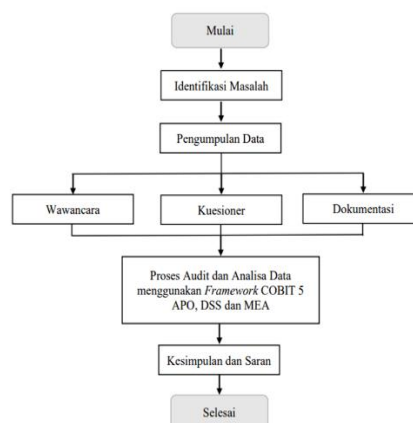 Mulai
Identifikasi Masalah
Pengumpulan Data
Wawancara
Kuesioner
Dokumentasi
Proses Audit dan Analisa Data
menggunakan Framework COBIT 5
APO, DSS dan MEA
Kesimpulan dan Saran
Selesai